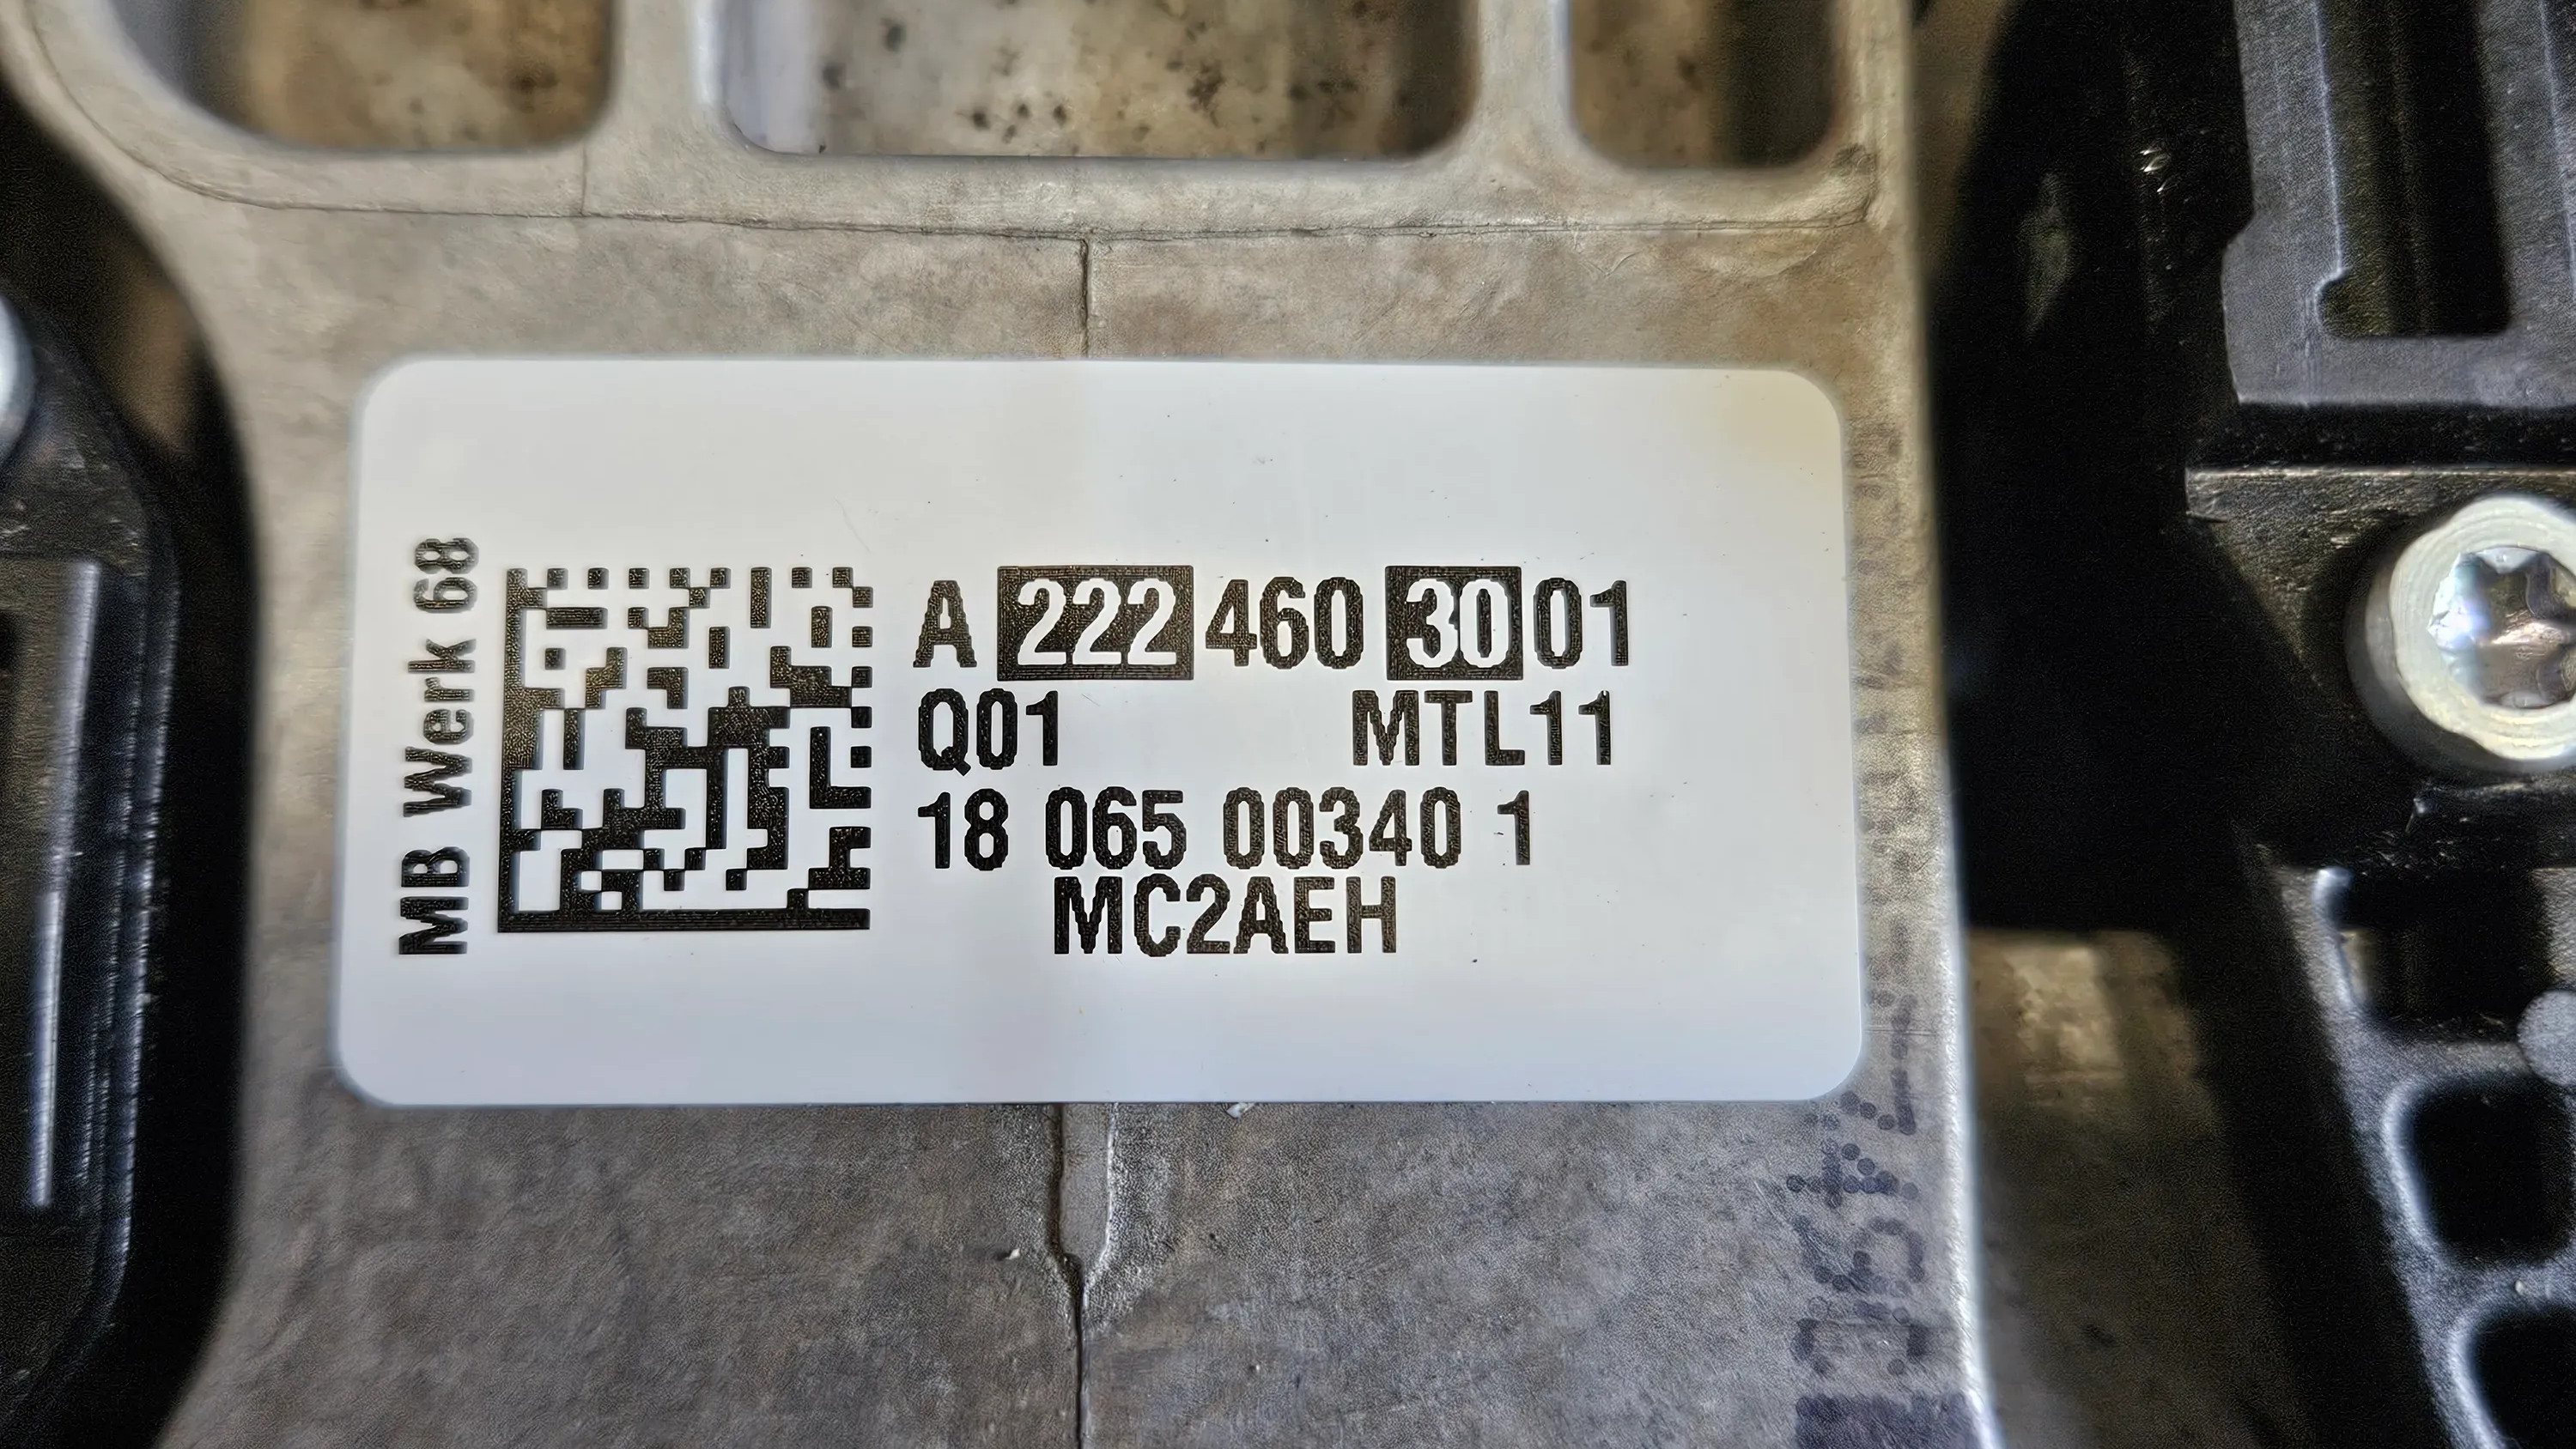 MB Werk 68
A 222 460 30 01
Q01 MTL11
18 065 00340 1
MC2AEH